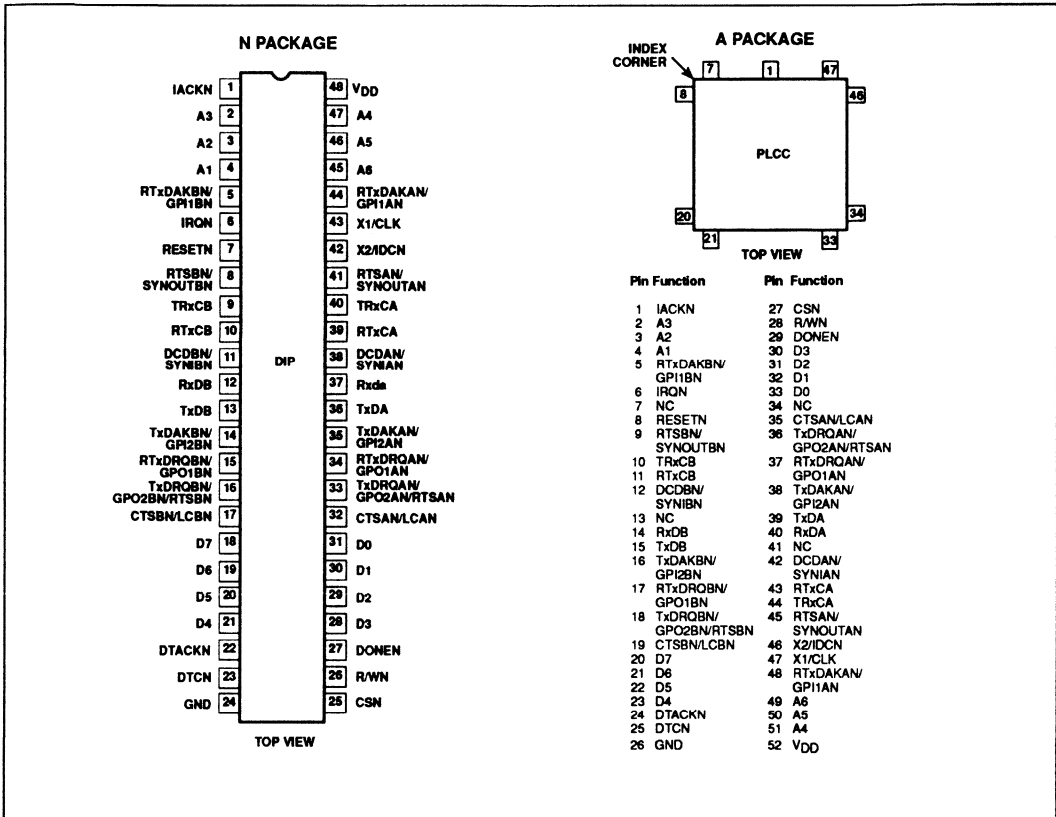 N PACKAGE
IACKN 1 48 VDD
A3 2 47 A4
A2 3 46 A5
A1 4 45 A6
RTxDAKBN/ GPI1BN 5 44 RTxDAKAN/ GPI1AN
IRQN 6 43 X1/CLK
RESETN 7 42 X2/IDCN
RTSBN/ SYNOUTBN 8 41 RTSAN/ SYNOUTAN
TRxCB 9 40 TRxCA
RTxCB 10 39 RTxCA
DCDBN/ SYNIBN 11 38 DCDAN/ SYNIAN
DIP
RxDB 12 37 Rxda
TxDB 13 36 TxDA
TxDAKBN/ GPI2BN 14 35 TxDAKAN/ GPI2AN
RTxDRQBN/ GPO1BN 15 34 RTxDRQAN/ GPO1AN
TxDRQBN/ GPO2BN/RTSBN 16 33 TxDRQAN/ GPO2AN/RTSAN
CTSBN/LCBN 17 32 CTSAN/LCAN
D7 18 31 D0
D6 19 30 D1
D5 20 29 D2
D4 21 28 D3
DTACKN 22 27 DONEN
DTCN 23 26 R/WN
GND 24 25 CSN
TOP VIEW
A PACKAGE
INDEX
CORNER
7 1 47
8 46
PLCC
20 34
21 33
TOP VIEW
Pin Function
1 IACKN
2 A3
3 A2
4 A1
5 RTxDAKBN/
GPI1BN
6 IRQN
7 NC
8 RESETN
9 RTSBN/
SYNOUTBN
10 TRxCB
11 RTxCB
12 DCDBN/
SYNIBN
13 NC
14 RxDB
15 TxDB
16 TxDAKBN/
GPI2BN
17 RTxDRQBN/
GPO1BN
18 TxDRQBN/
GPO2BN/RTSBN
19 CTSBN/LCBN
20 D7
21 D6
22 D5
23 D4
24 DTACKN
25 DTCN
26 GND
Pin Function
27 CSN
28 R/WN
29 DONEN
30 D3
31 D2
32 D1
33 D0
34 NC
35 CTSAN/LCAN
36 TxDRQAN/
GPO2AN/RTSAN
37 RTxDRQAN/
GPO1AN
38 TxDAKAN/
GPI2AN
39 TxDA
40 RxDA
41 NC
42 DCDAN/
SYNIAN
43 RTxCA
44 TRxCA
45 RTSAN/
SYNOUTAN
46 X2/IDCN
47 X1/CLK
48 RTxDAKAN/
GPI1AN
49 A6
50 A5
51 A4
52 VDD